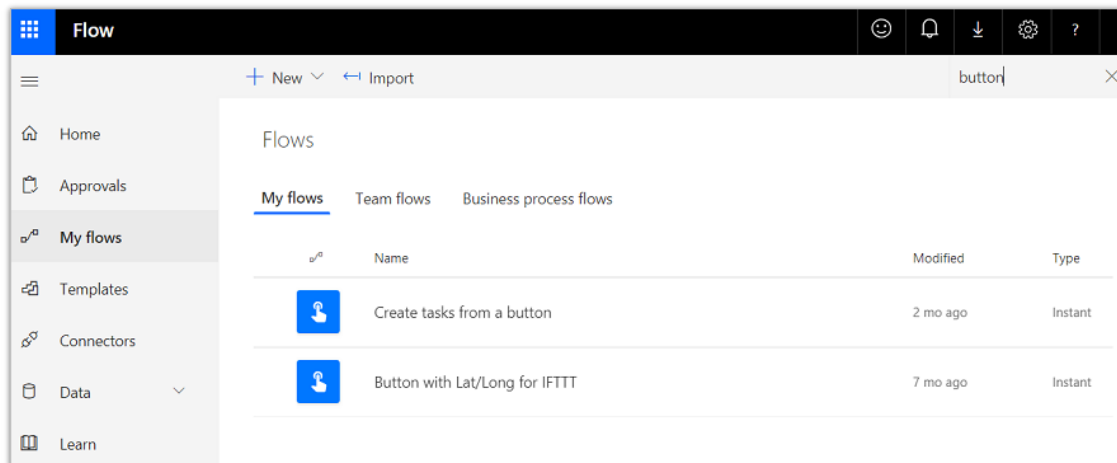 Flow
?
New
Import
button
Home
Approvals
My flows
Templates
Connectors
Data
Learn
Flows
My flows Team flows Business process flows
Name Modified Type
Create tasks from a button 2 mo ago Instant
Button with Lat/Long for IFTTT 7 mo ago Instant